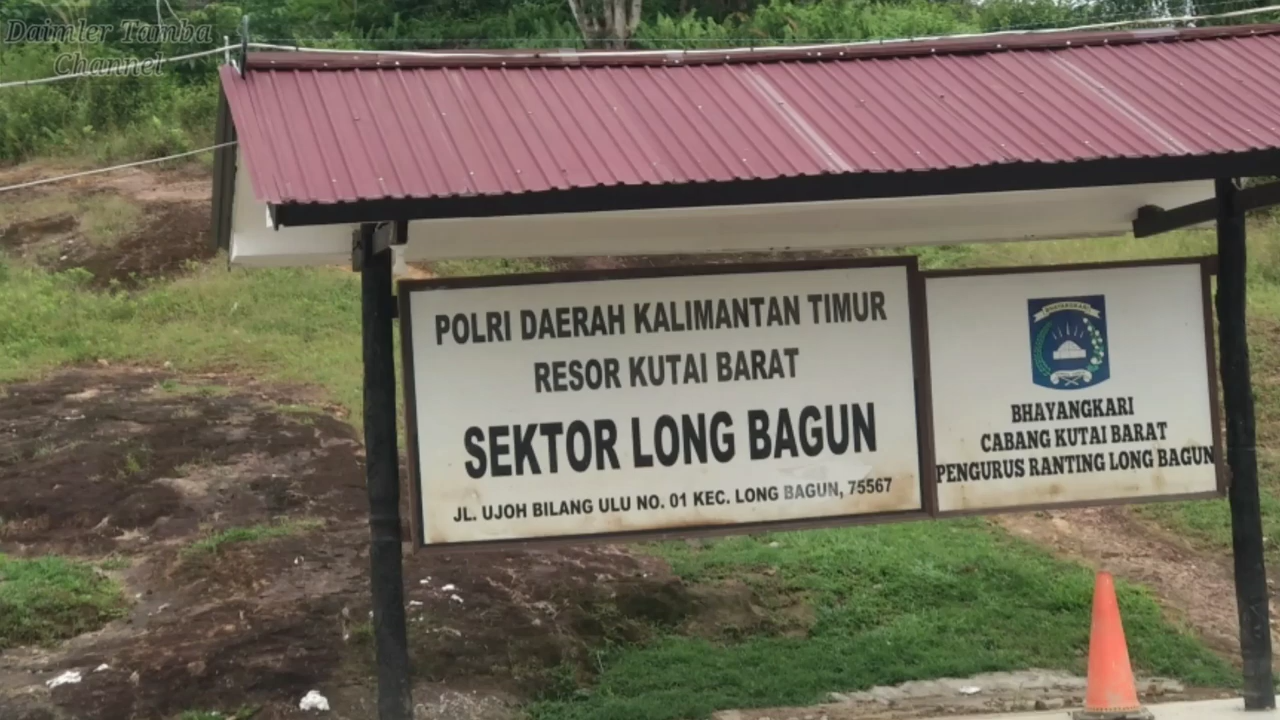 Daimler Tamba
Channel
POLRI DAERAH KALIMANTAN TIMUR
RESOR KUTAI BARAT
SEKTOR LONG BAGUN
JL. UJOH BILANG ULU NO. 01 KEC. LONG BAGUN, 75567
BHAYANGKARI
BHAYANGKARI
CABANG KUTAI BARAT
PENGURUS RANTING LONG BAGUN